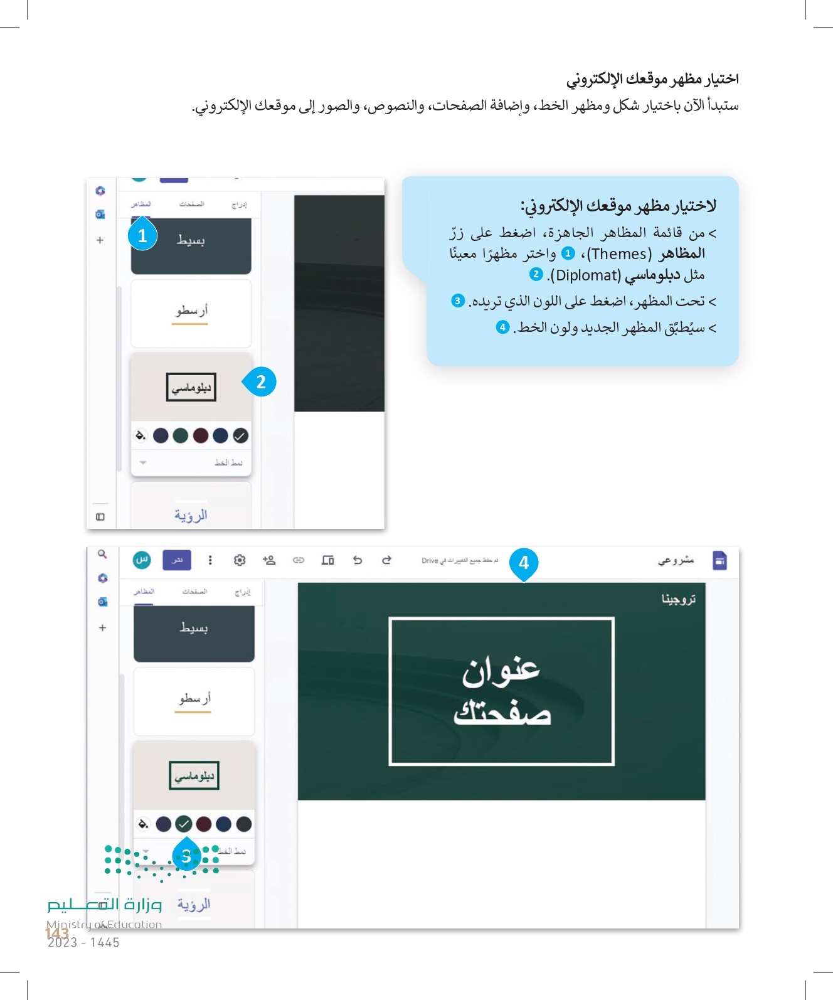 اختيار مظهر موقعك الإلكتروني
ستبدأ الآن باختيار شكل ومظهر الخط، وإضافة الصفحات، والنصوص، والصور إلى موقعك الإلكتروني.
لاختيار مظهر موقعك الإلكتروني:
> من قائمة المظاهر الجاهزة، اضغط على زرّ
المظاهر (Themes)، 1 واختر مظهرًا معينًا
مثل دبلوماسي (Diplomat). 2
> تحت المظهر، اضغط على اللون الذي تريده. 3
> سيُطبَّق المظهر الجديد ولون الخط. 4
إدراج الصفحات المظاهر
1
بسيط
أرسطو
دبلوماسي
2
نمط الخط
الرؤية
مشروعي
4
تم حفظ جميع التغييرات في Drive
نشر
س
إدراج الصفحات المظاهر
بسيط
أرسطو
دبلوماسي
3
نمط الخط
الرؤية
تروجينا
عنوان
صفحتك
وزارة التعليم
Ministry of Education
143
2023 - 1445